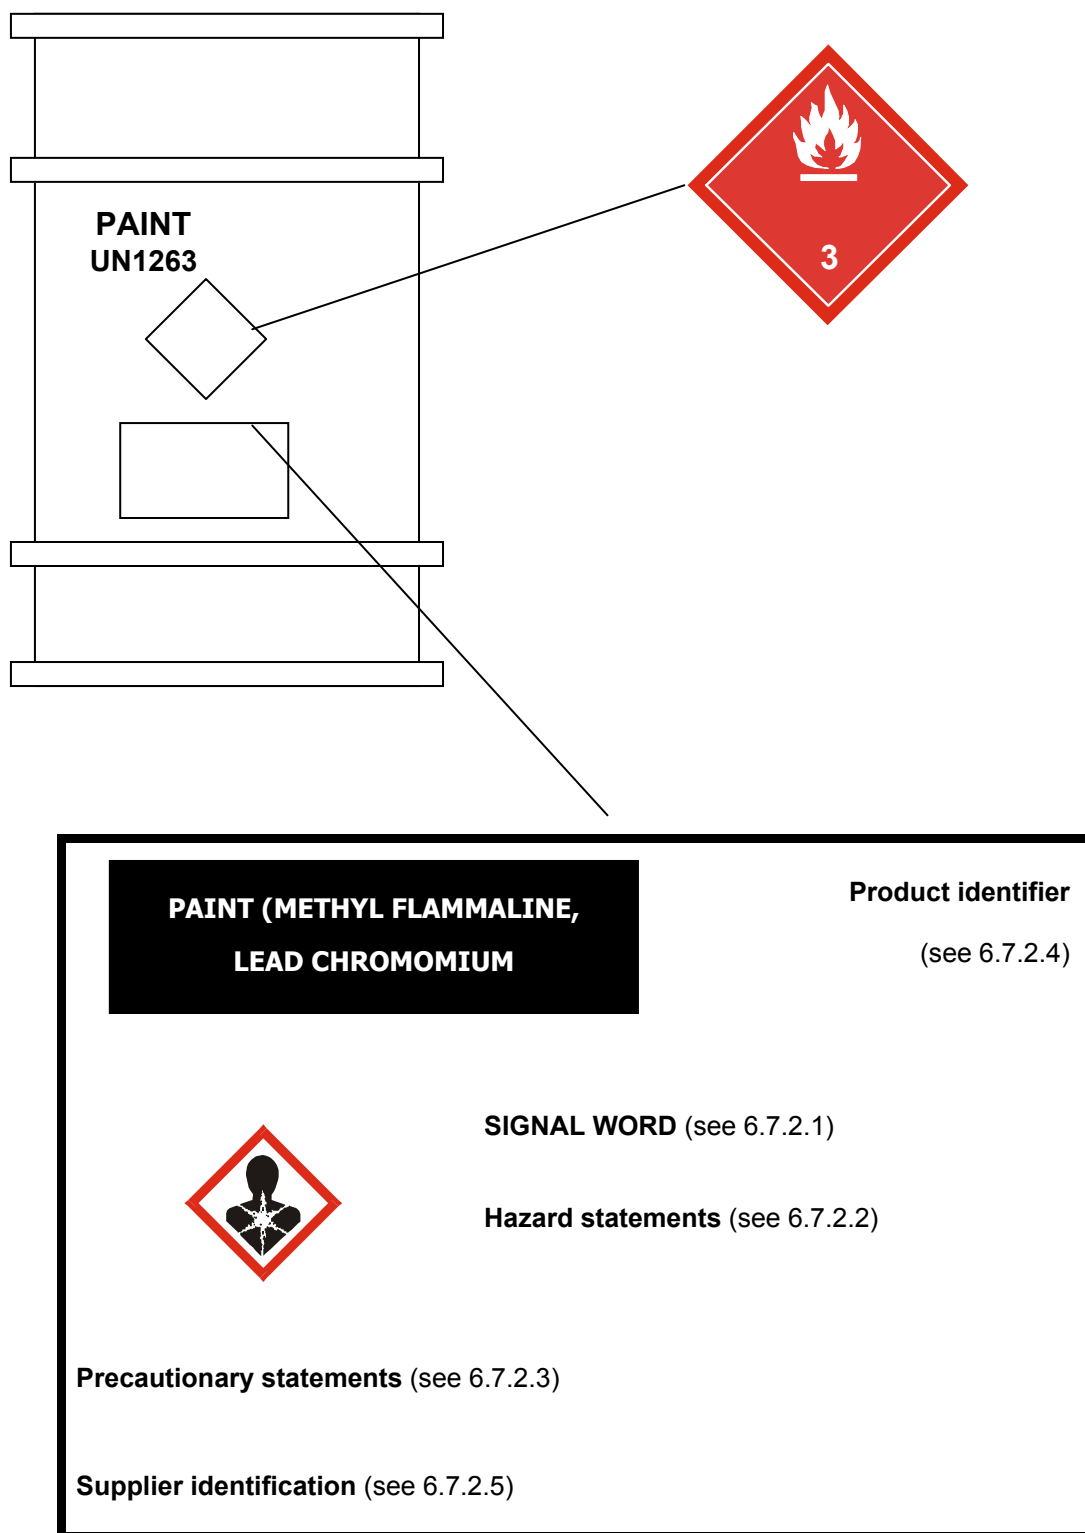 PAINT
UN1263
3
PAINT (METHYL FLAMMALINE,
LEAD CHROMOMIUM
Product identifier
(see 6.7.2.4)
SIGNAL WORD (see 6.7.2.1)
Hazard statements (see 6.7.2.2)
Precautionary statements (see 6.7.2.3)
Supplier identification (see 6.7.2.5)